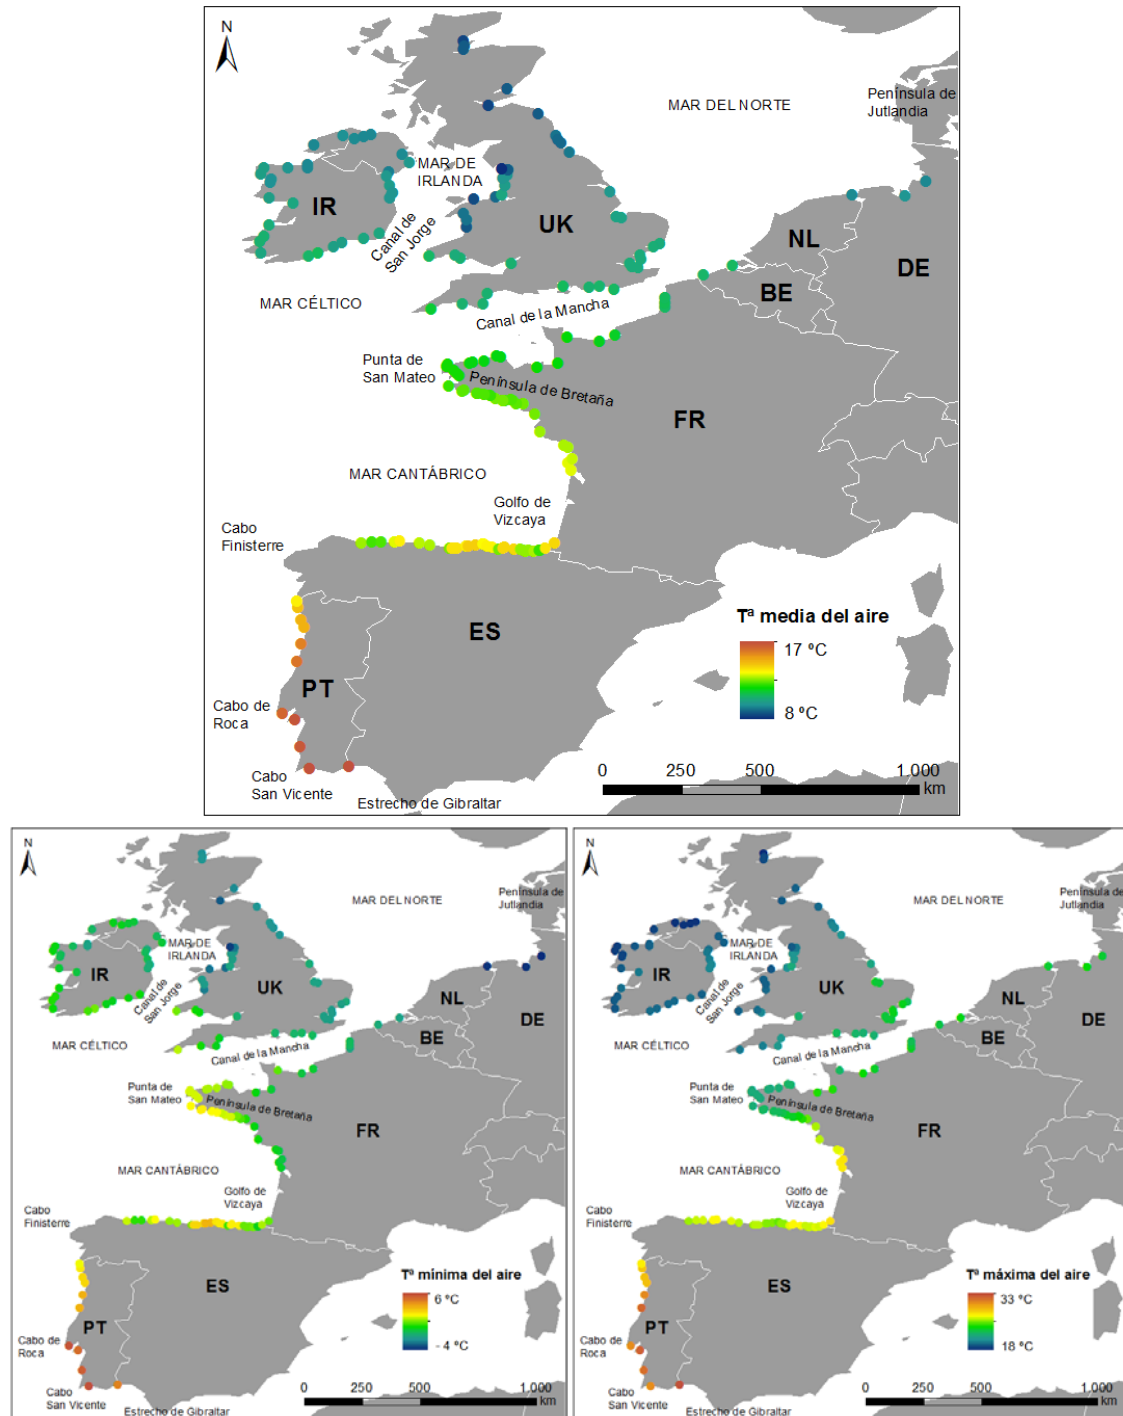 N
MAR DEL NORTE
Península de
Jutlandia
MAR DE
IRLANDA
IR
Canal de
San Jorge
UK
NL
DE
BE
MAR CÉLTICO
Canal de la Mancha
Punta de
San Mateo
Península de Bretaña
FR
MAR CANTÁBRICO
Golfo de
Vizcaya
Cabo
Finisterre
ES
Tª media del aire
17 ºC
8 ºC
PT
Cabo de
Roca
Cabo
San Vicente
Estrecho de Gibraltar
0 250 500 1.000
km
N
MAR DEL NORTE
Península de
Jutlandia
MAR DE
IRLANDA
IR
Canal de
San Jorge
UK
NL
DE
BE
MAR CÉLTICO
Canal de la Mancha
Punta de
San Mateo
Península de Bretaña
FR
MAR CANTÁBRICO
Golfo de
Vizcaya
Cabo
Finisterre
ES
Tª mínima del aire
6 ºC
- 4 ºC
PT
Cabo de
Roca
Cabo
San Vicente
Estrecho de Gibraltar
0 250 500 1.000
km
N
MAR DEL NORTE
Península de
Jutlandia
MAR DE
IRLANDA
IR
Canal de
San Jorge
UK
NL
DE
BE
MAR CÉLTICO
Canal de la Mancha
Punta de
San Mateo
Península de Bretaña
FR
MAR CANTÁBRICO
Golfo de
Vizcaya
Cabo
Finisterre
ES
Tª máxima del aire
33 ºC
18 ºC
PT
Cabo de
Roca
Cabo
San Vicente
Estrecho de Gibraltar
0 250 500 1.000
km